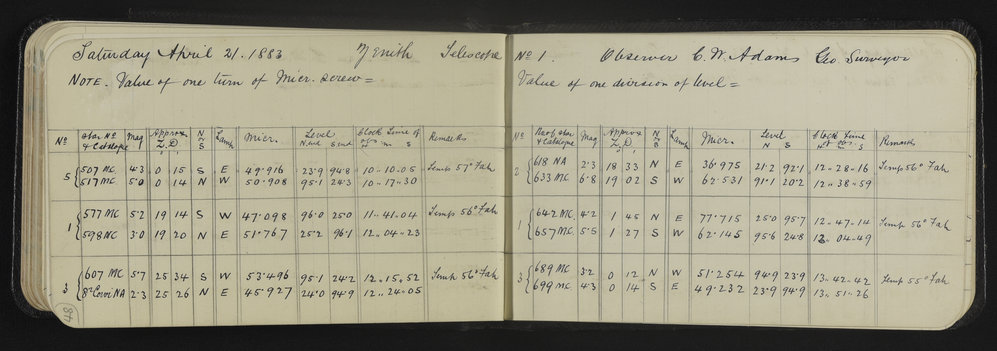 Saturday April 21. 1883 Zenith Telescope
NOTE. Value of one turn of Micr. screw =
No Star No & Catalogue Mag Approx Z.D. N or S Lamp Micr. Level N end S end Clock Time of obs h m s Remarks
5 { 507 MC 4.3 0 15 S E 49.916 23.9 94.8 10.. 10.. 05 Temp 57° Fah
517 MC. 5.0 0 14 N W 50.908 95.1 24.3 10.. 17.. 30
1 { 577 MC 5.2 19 14 S W 47.098 96.0 25.0 11.. 41.. 04 Temp 56° Fah
598 MC 3.0 19 20 N E 51.767 25.2 96.1 12.. 04.. 23
3 { 607 MC 5.7 25 34 S W 53.496 95.1 24.2 12.. 15.. 52 Temp 56° Fah
8² Corvi NA 2.3 25 26 N E 45.927 24.0 94.9 12.. 24.. 05
48
No 1. Observer C. W. Adams Geo Surveyor
Value of one division of level =
No No of Star & Catalogue Mag Approx Z.D. N or S Lamp Micr. Level N S Clock Time of obs. h m s Remarks
2 { 618 NA 2.3 18 33 N E 36.975 21.2 92.1 12.. 28.. 16 Temp 56° Fah
633 MC 6.8 19 02 S W 62.531 91.1 20.2 12.. 38.. 59
1 { 642 MC 4.2 1 45 N E 77.715 25.0 95.7 12.. 47.. 14 Temp 56° Fah
657 MC 5.5 1 27 S W 62.145 95.6 24.8 13.. 04.. 49
3 { 689 MC 3.2 0 12 N W 51.254 94.9 23.9 13.. 42.. 42 Temp 55° Fah
699 MC 4.3 0 14 S E 49.232 23.9 94.9 13.. 51.. 26